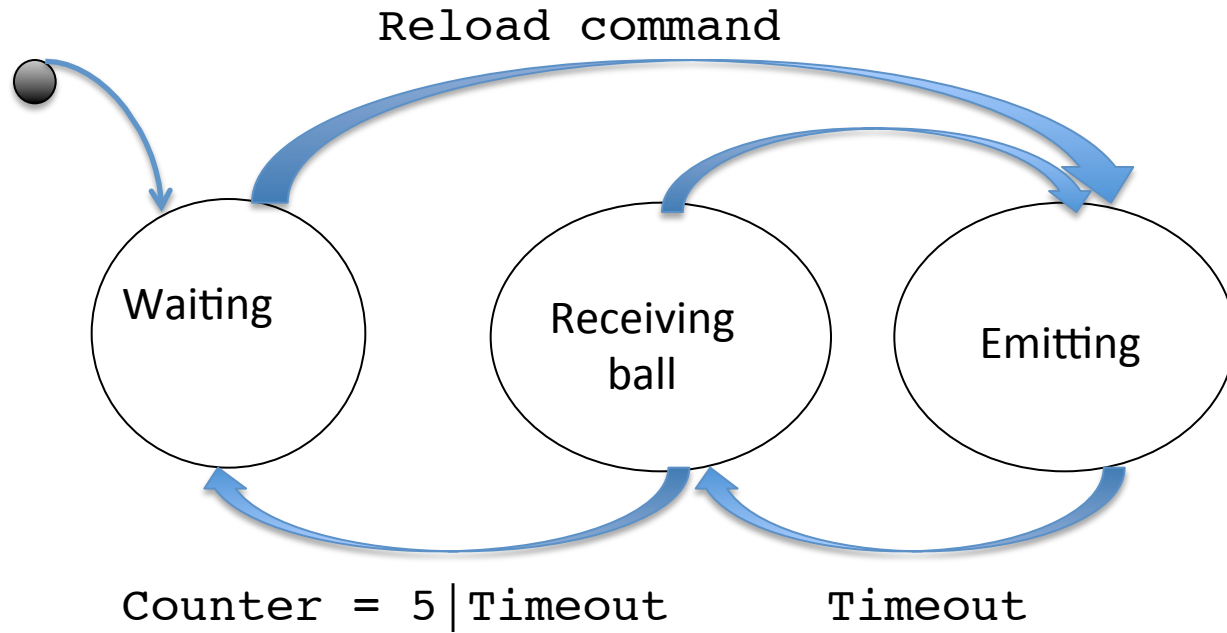 Reload command
Waiting
Receiving
ball
Emitting
Counter = 5|Timeout
Timeout